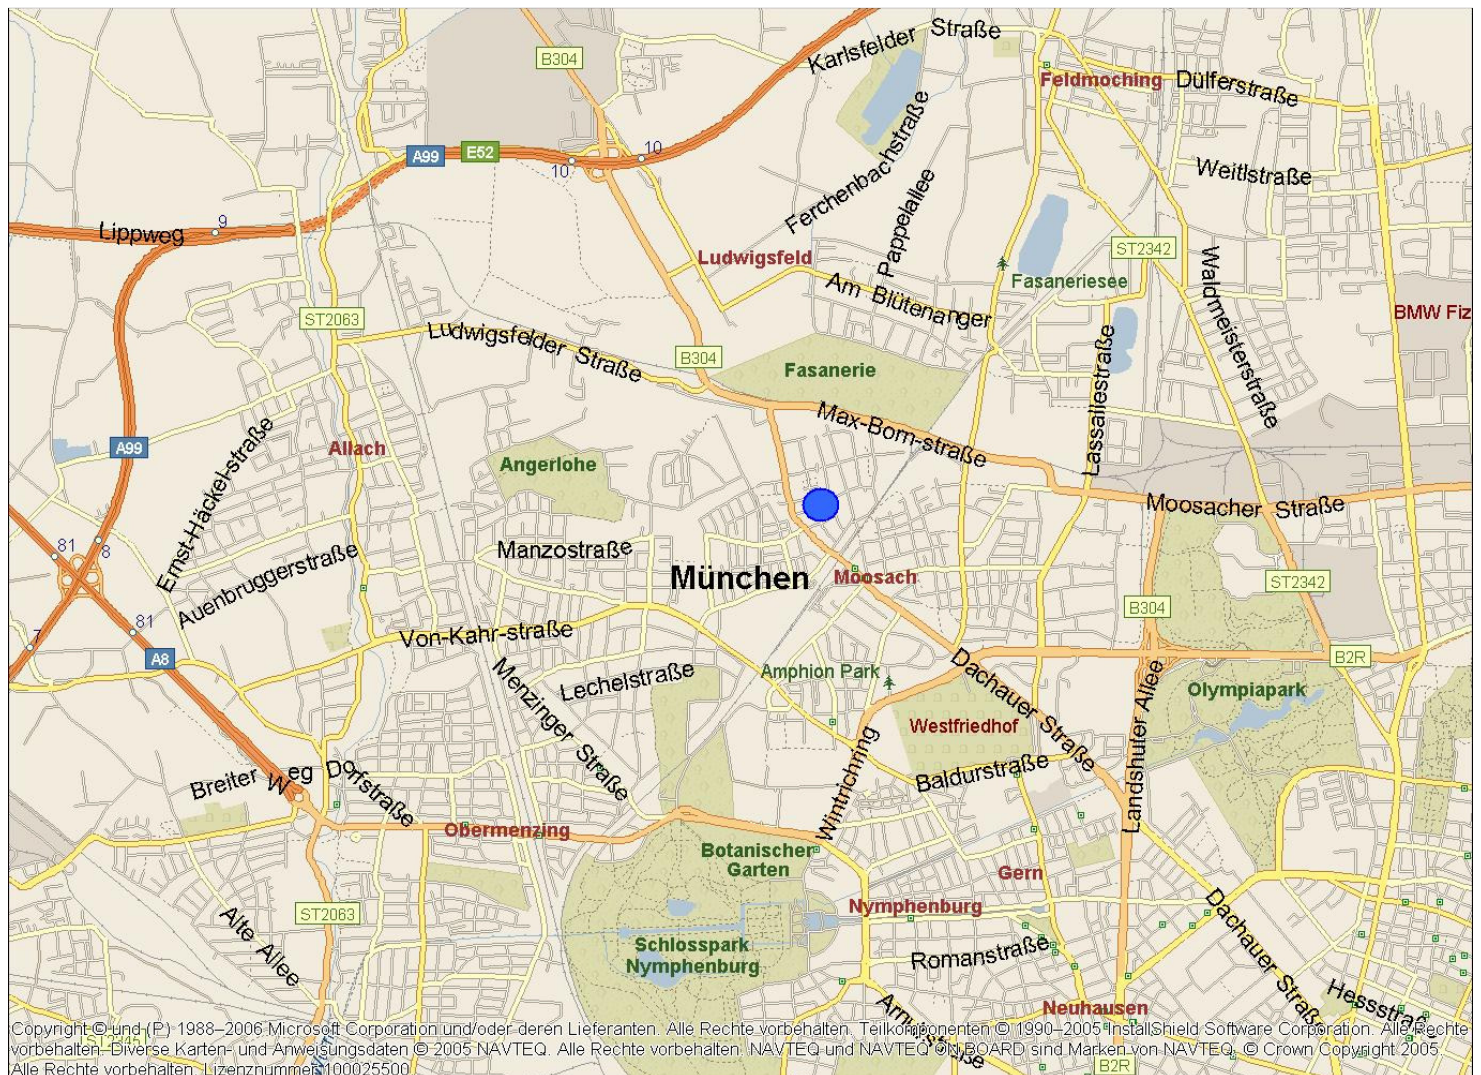 Karlsfelder Straße
B304
Feldmoching
Dülferstraße
A99
E52
10
10
Ferchenbachstraße
Pappelallee
Weitlstraße
Lippweg
9
Ludwigsfeld
ST2342
Fasaneriesee
Am Blütenanger
Waldmeisterstraße
ST2063
BMW Fiz
Ludwigsfelder Straße
B304
Fasanerie
Lassallestraße
Max-Born-straße
Ernst-Häckel-straße
A99
Allach
Angerlohe
Moosacher Straße
81
8
Manzostraße
Auenbruggerstraße
München
Moosach
ST2342
B304
81
7
Von-Kahr-straße
A8
B2R
Menzinger Straße
Lechelstraße
Amphion Park
Dachauer Straße
Landshuter Allee
Olympiapark
Westfriedhof
Wintrichring
Baldurstraße
Breiter Weg
Dorfstraße
Obermenzing
Botanischer
Garten
Gern
Nymphenburg
ST2063
Alte Allee
Schlosspark
Nymphenburg
Romanstraße
Dachauer Straße
Hessstraße
Neuhausen
Arnulfstraße
ST2345
B2R
Copyright © und (P) 1988–2006 Microsoft Corporation und/oder deren Lieferanten. Alle Rechte vorbehalten. Teilkomponenten © 1990–2005 InstallShield Software Corporation. Alle Rechte
vorbehalten. Diverse Karten- und Anweisungsdaten © 2005 NAVTEQ. Alle Rechte vorbehalten. NAVTEQ und NAVTEQ ON BOARD sind Marken von NAVTEQ. © Crown Copyright 2005.
Alle Rechte vorbehalten. Lizenznummer 100025500